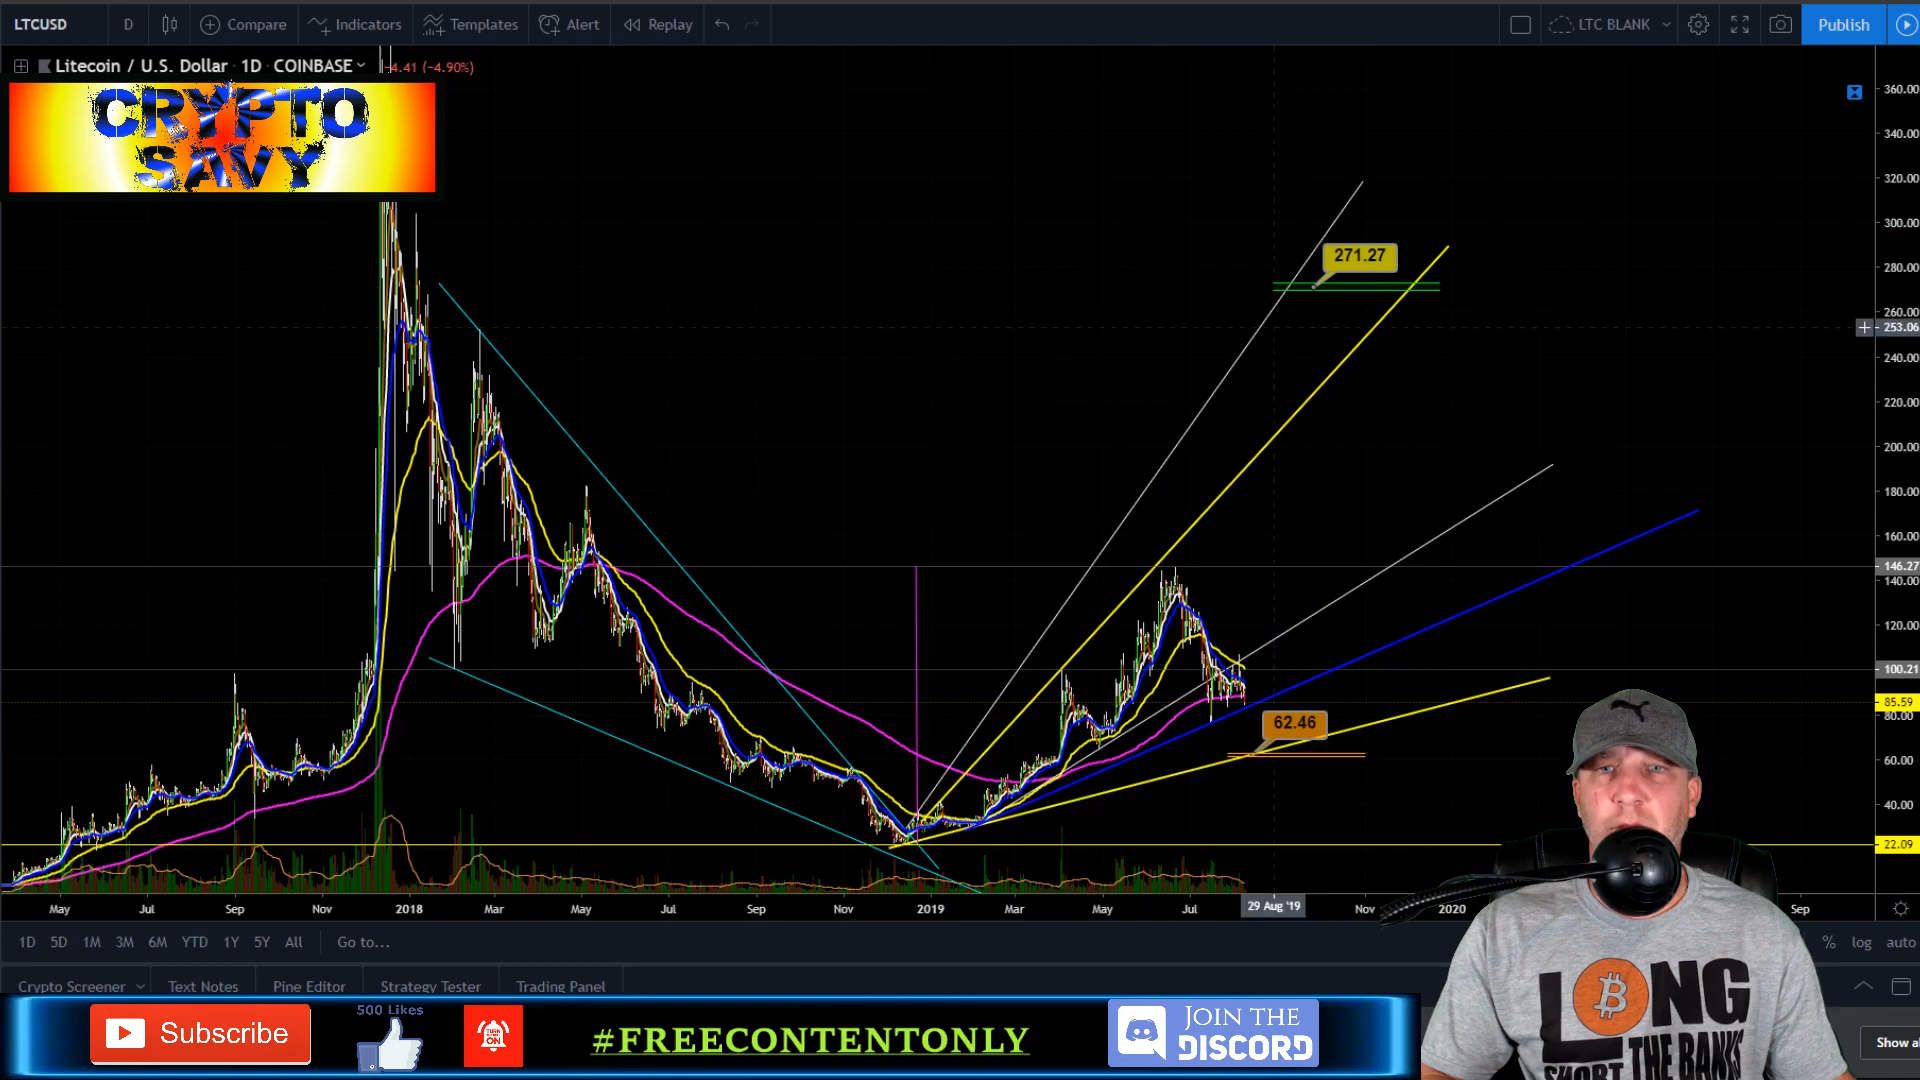 LTCUSD D Compare Indicators Templates Alert Replay LTC BLANK Publish
Litecoin / U.S. Dollar · 1D · COINBASE -4.41 (-4.90%)
CRYPTO
SAVY
360.00
340.00
320.00
300.00
280.00
271.27
260.00
253.06
240.00
220.00
200.00
180.00
160.00
146.27
140.00
120.00
100.21
85.59
80.00
62.46
60.00
40.00
22.09
May Jul Sep Nov 2018 Mar May Jul Sep Nov 2019 Mar May Jul 29 Aug '19 Nov 2020 Sep
1D 5D 1M 3M 6M YTD 1Y 5Y All Go to... % log auto
Crypto Screener Text Notes Pine Editor Strategy Tester Trading Panel
Subscribe
500 Likes
TURN
ON
#FREECONTENTONLY
JOIN THE
DISCORD
Show
LONG
THE BANKS
SHORT